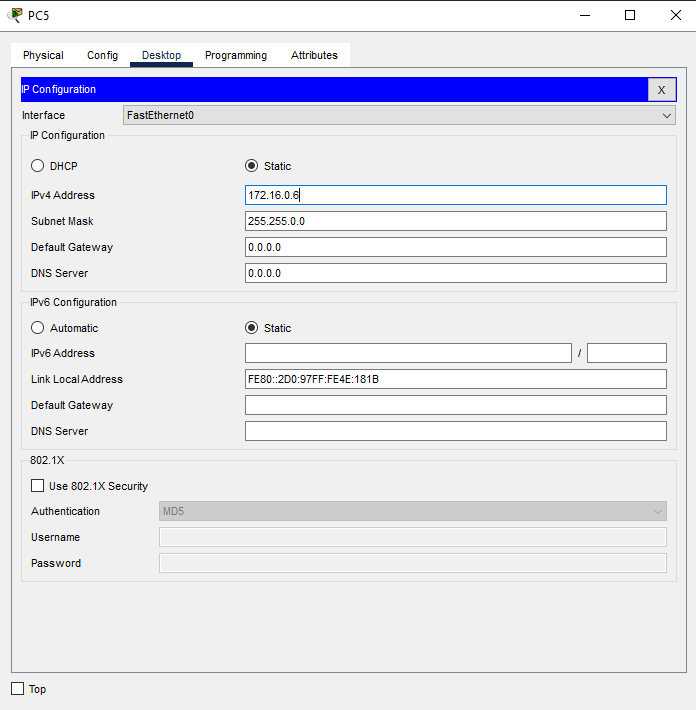 PC5
Physical Config Desktop Programming Attributes
IP Configuration X
Interface FastEthernet0
IP Configuration
DHCP Static
IPv4 Address 172.16.0.6
Subnet Mask 255.255.0.0
Default Gateway 0.0.0.0
DNS Server 0.0.0.0
IPv6 Configuration
Automatic Static
IPv6 Address /
Link Local Address FE80::2D0:97FF:FE4E:181B
Default Gateway
DNS Server
802.1X
Use 802.1X Security
Authentication MD5
Username
Password
Top